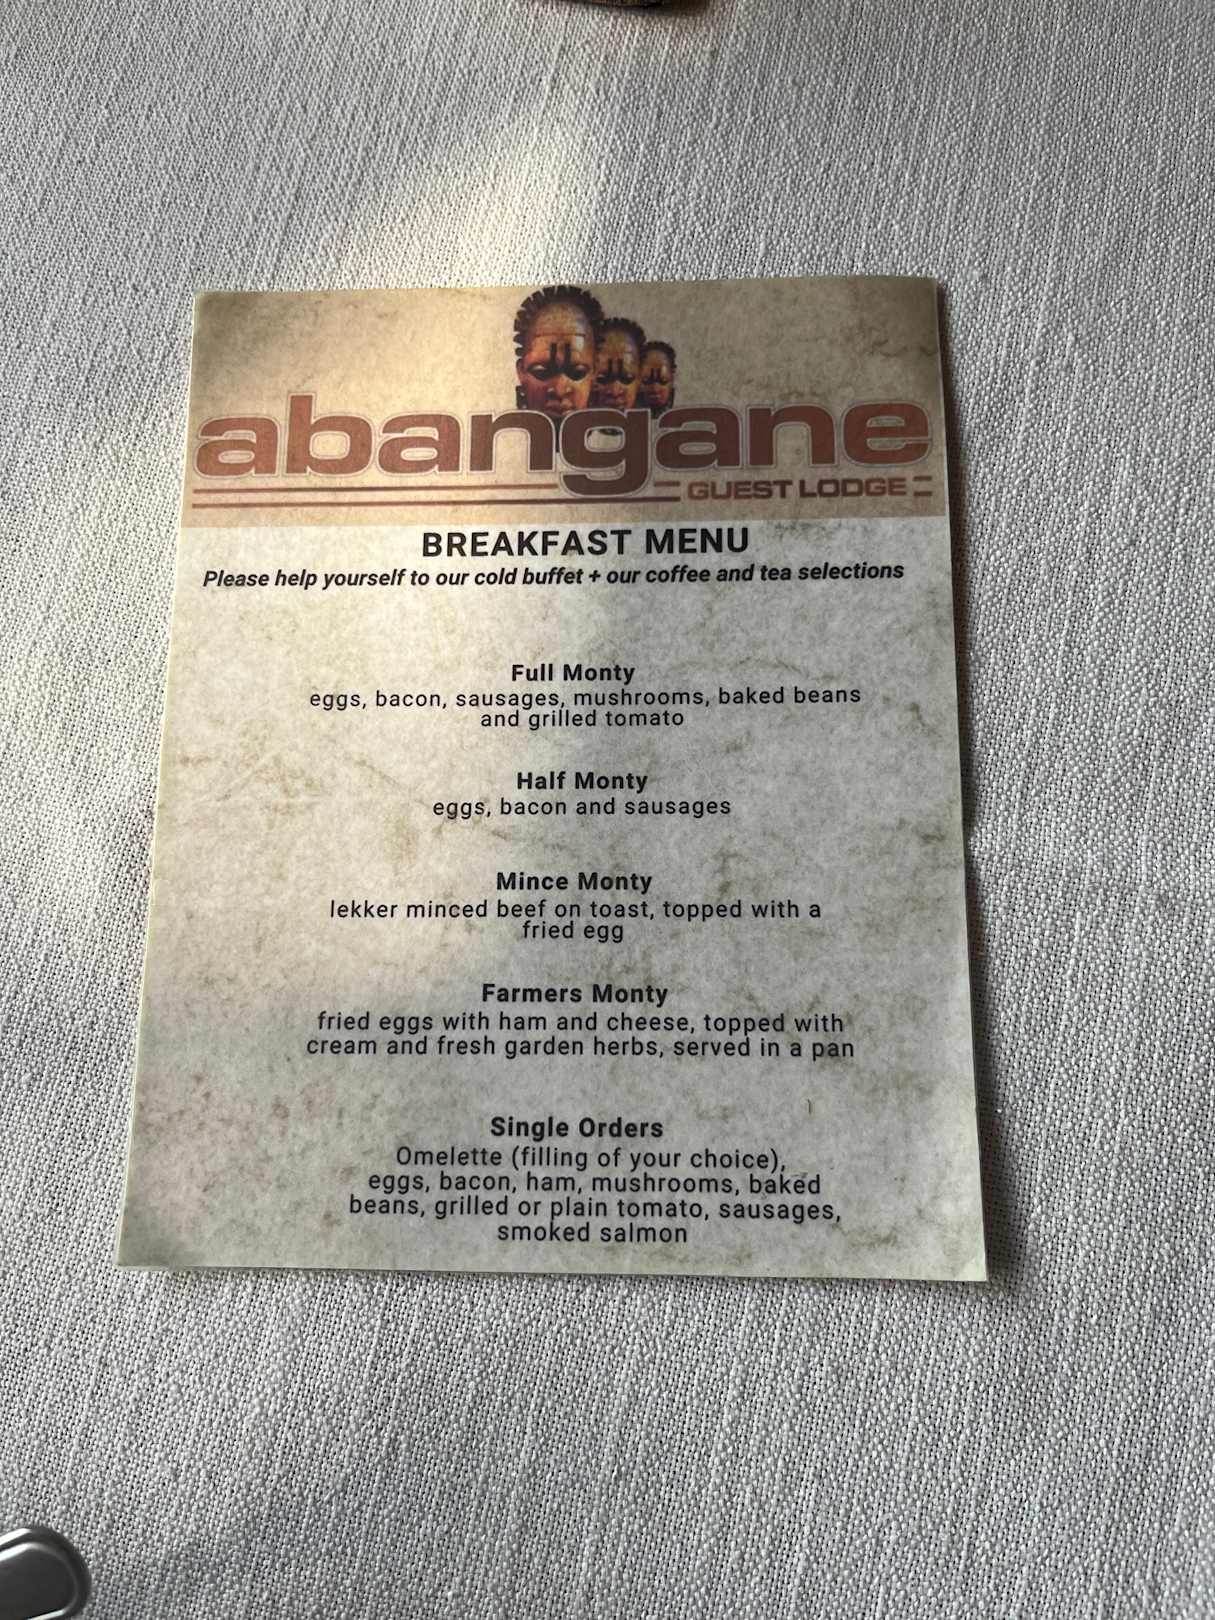 abangane
GUEST LODGE
BREAKFAST MENU
Please help yourself to our cold buffet + our coffee and tea selections
Full Monty
eggs, bacon, sausages, mushrooms, baked beans
and grilled tomato
Half Monty
eggs, bacon and sausages
Mince Monty
lekker minced beef on toast, topped with a
fried egg
Farmers Monty
fried eggs with ham and cheese, topped with
cream and fresh garden herbs, served in a pan
Single Orders
Omelette (filling of your choice),
eggs, bacon, ham, mushrooms, baked
beans, grilled or plain tomato, sausages,
smoked salmon